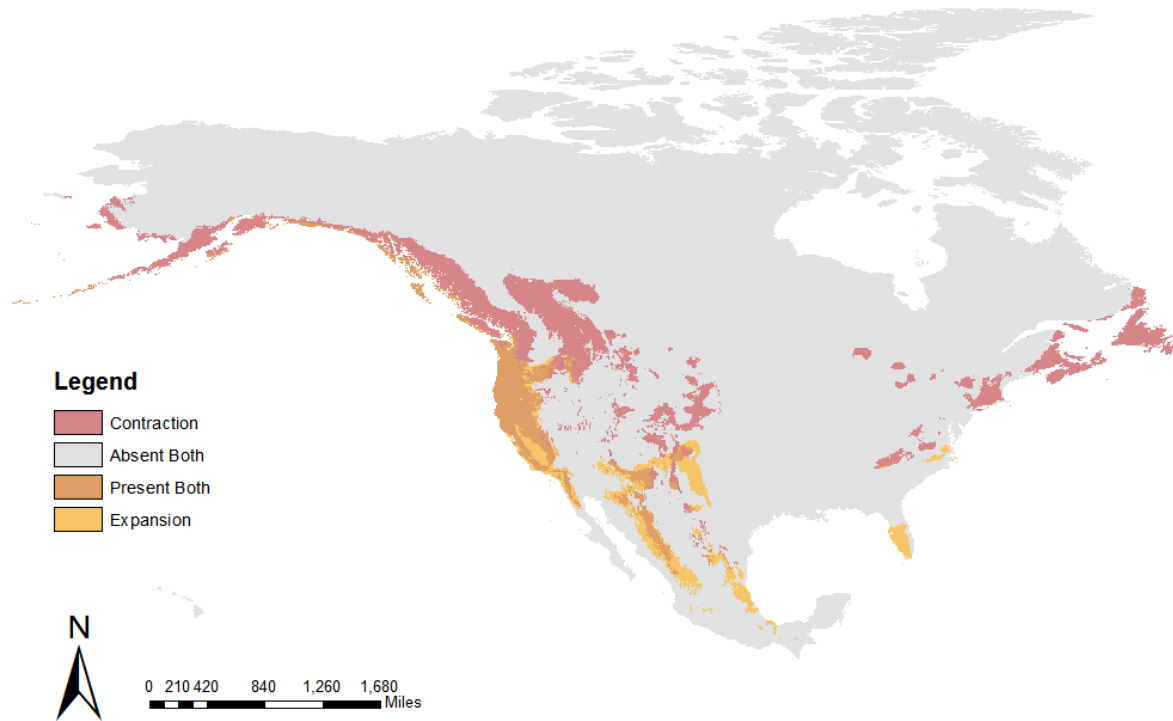 Legend
Contraction
Absent Both
Present Both
Expansion
N
0 210 420 840 1,260 1,680
Miles